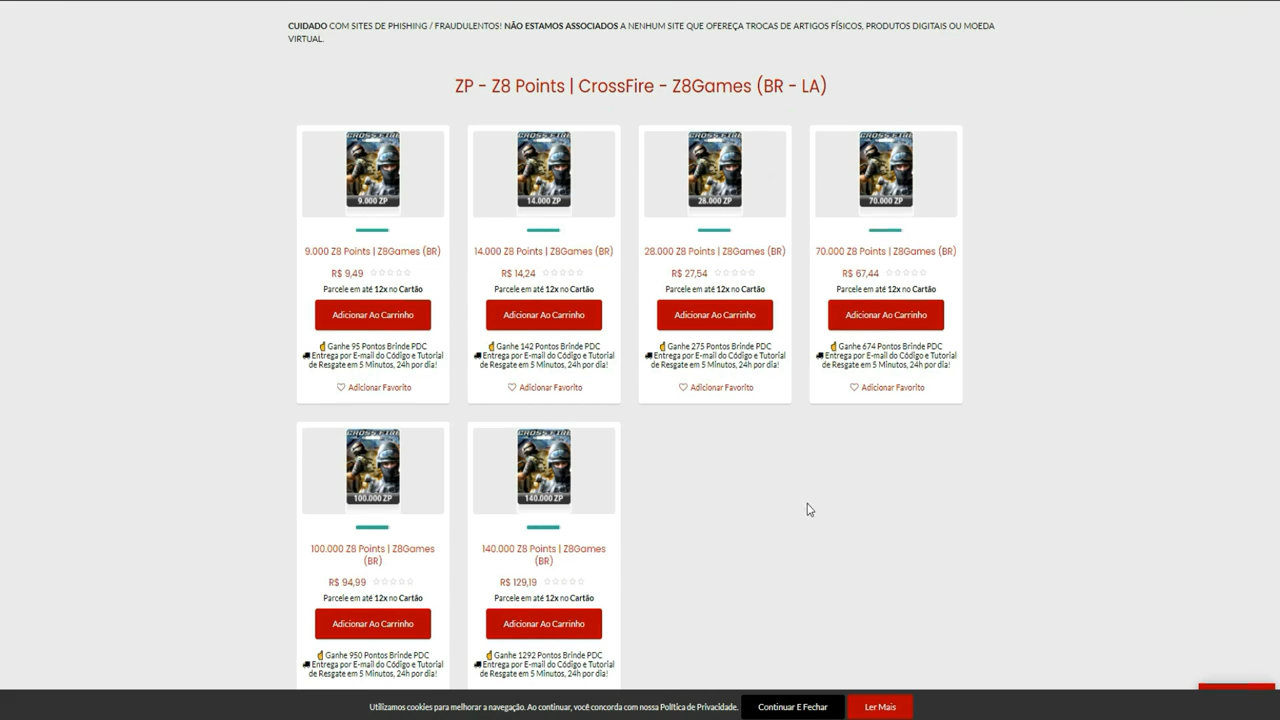 CUIDADO COM SITES DE PHISHING / FRAUDULENTOS! NÃO ESTAMOS ASSOCIADOS A NENHUM SITE QUE OFEREÇA TROCAS DE ARTIGOS FÍSICOS, PRODUTOS DIGITAIS OU MOEDA
VIRTUAL.
ZP - Z8 Points | CrossFire - Z8Games (BR - LA)
CROSSFIRE
9.000 ZP
9.000 Z8 Points | Z8Games (BR)
R$ 9,49
Parcele em até 12x no Cartão
Adicionar Ao Carrinho
Ganhe 95 Pontos Brinde PDC
Entrega por E-mail do Código e Tutorial
de Resgate em 5 Minutos, 24h por dia!
Adicionar Favorito
CROSSFIRE
14.000 ZP
14.000 Z8 Points | Z8Games (BR)
R$ 14,24
Parcele em até 12x no Cartão
Adicionar Ao Carrinho
Ganhe 142 Pontos Brinde PDC
Entrega por E-mail do Código e Tutorial
de Resgate em 5 Minutos, 24h por dia!
Adicionar Favorito
CROSSFIRE
28.000 ZP
28.000 Z8 Points | Z8Games (BR)
R$ 27,54
Parcele em até 12x no Cartão
Adicionar Ao Carrinho
Ganhe 275 Pontos Brinde PDC
Entrega por E-mail do Código e Tutorial
de Resgate em 5 Minutos, 24h por dia!
Adicionar Favorito
CROSSFIRE
70.000 ZP
70.000 Z8 Points | Z8Games (BR)
R$ 67,44
Parcele em até 12x no Cartão
Adicionar Ao Carrinho
Ganhe 674 Pontos Brinde PDC
Entrega por E-mail do Código e Tutorial
de Resgate em 5 Minutos, 24h por dia!
Adicionar Favorito
CROSSFIRE
100.000 ZP
100.000 Z8 Points | Z8Games
(BR)
R$ 94,99
Parcele em até 12x no Cartão
Adicionar Ao Carrinho
Ganhe 950 Pontos Brinde PDC
Entrega por E-mail do Código e Tutorial
de Resgate em 5 Minutos, 24h por dia!
CROSSFIRE
140.000 ZP
140.000 Z8 Points | Z8Games
(BR)
R$ 129,19
Parcele em até 12x no Cartão
Adicionar Ao Carrinho
Ganhe 1292 Pontos Brinde PDC
Entrega por E-mail do Código e Tutorial
de Resgate em 5 Minutos, 24h por dia!
Utilizamos cookies para melhorar a navegação. Ao continuar, você concorda com nossa Política de Privacidade. Continuar E Fechar Ler Mais